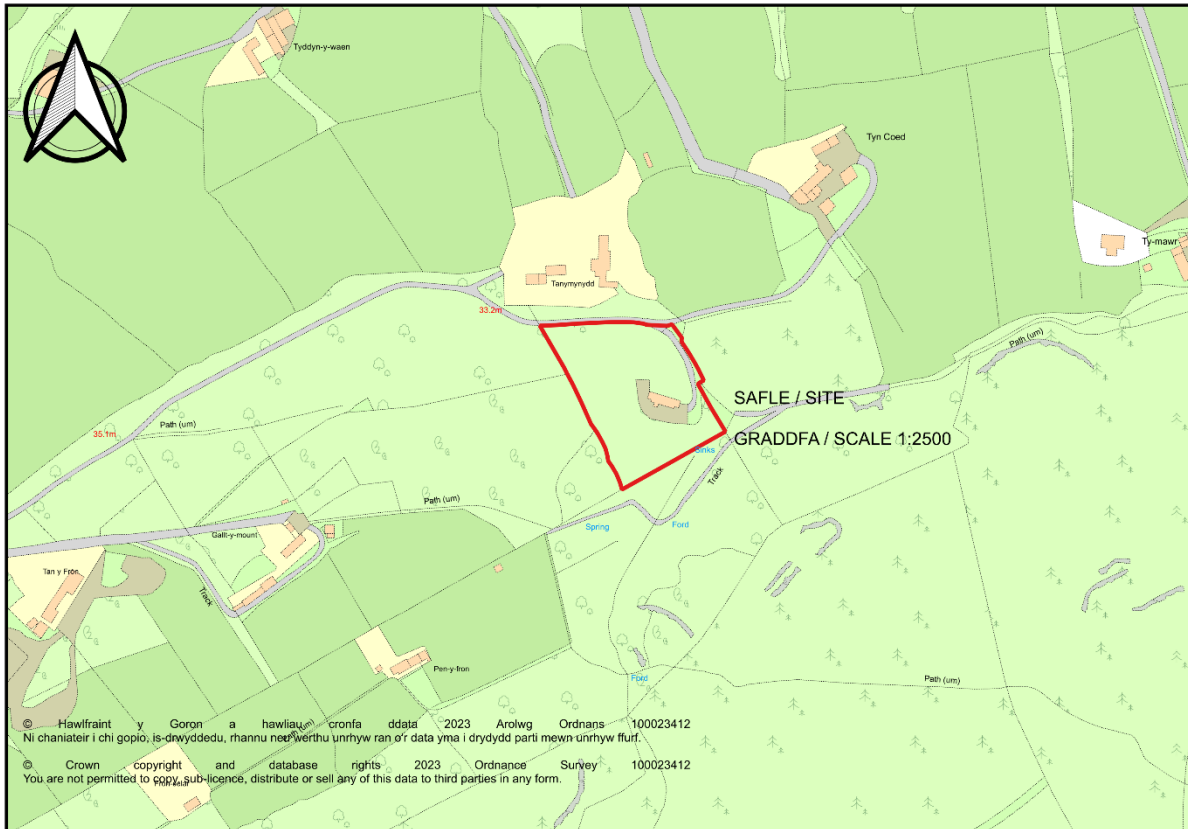 Tyddyn-y-waen
Tyn Coed
Ty-mawr
Tanymynydd
33.2m
Path (um)
SAFLE / SITE
GRADDFA / SCALE 1:2500
35.1m
Path (um)
Sinks
Track
Path (um)
Spring
Ford
Gallt-y-mount
Tan y Fron
Track
Pen-y-fron
Ford
Path (um)
Path (um)
© Hawlfraint y Goron a hawliau cronfa ddata 2023 Arolwg Ordnans 100023412
Ni chaniateir i chi gopïo, is-drwyddedu, rhannu neu werthu unrhyw ran o'r data yma i drydydd parti mewn unrhyw ffurf.
© Crown copyright and database rights 2023 Ordnance Survey 100023412
You are not permitted to copy, sub-licence, distribute or sell any of this data to third parties in any form.